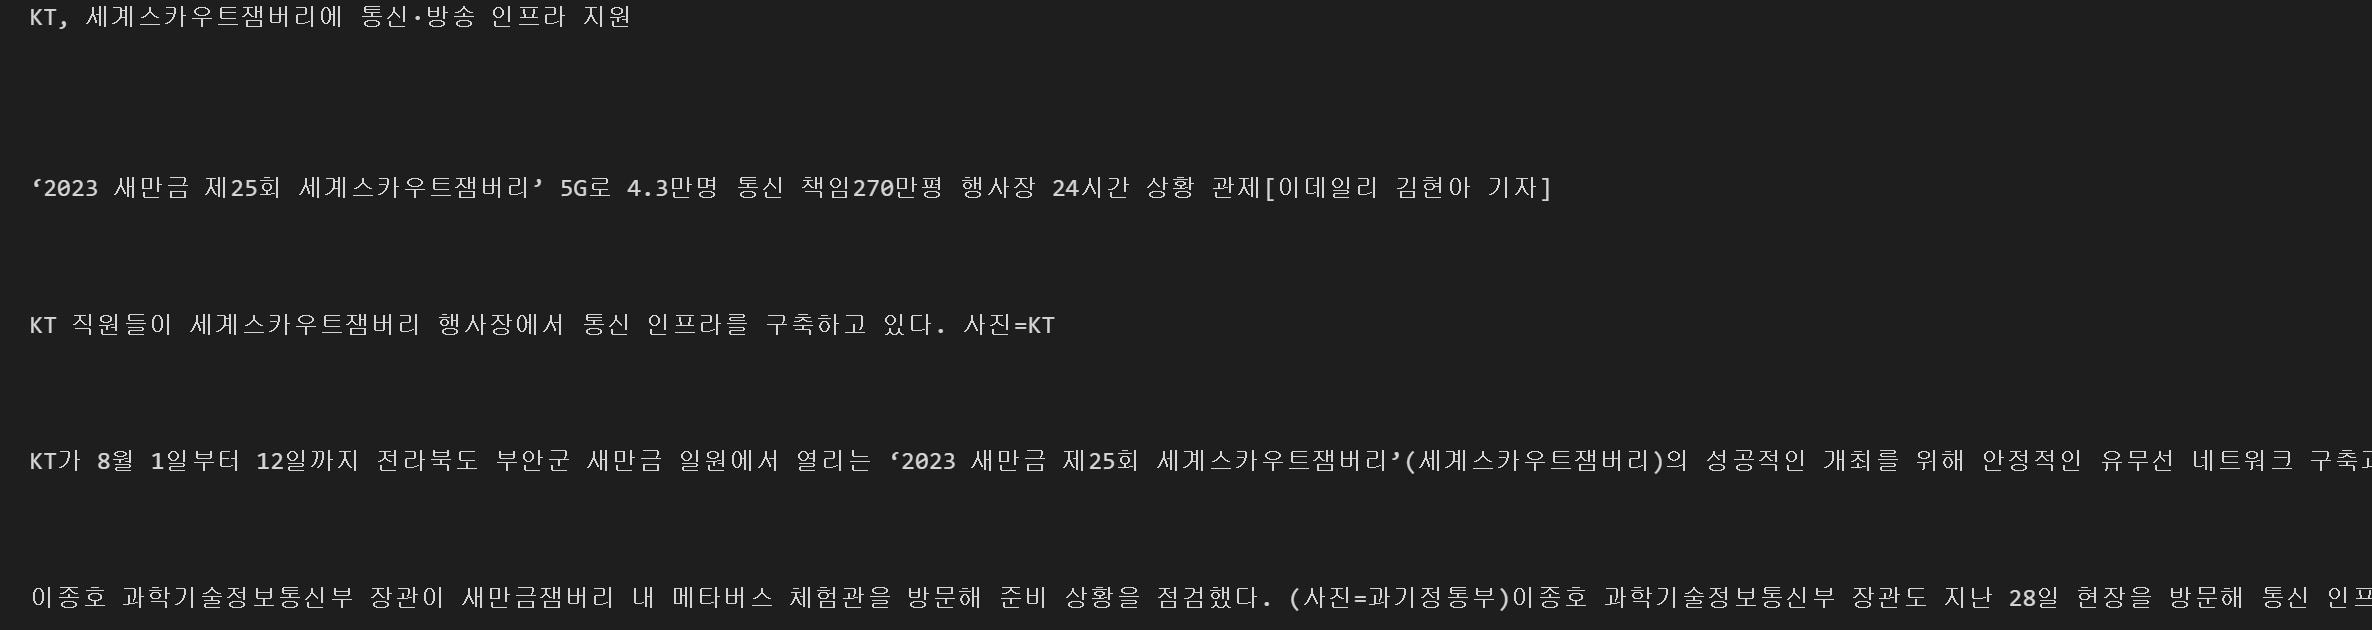 KT, 세계스카우트잼버리에 통신·방송 인프라 지원
‘2023 새만금 제25회 세계스카우트잼버리’ 5G로 4.3만명 통신 책임270만평 행사장 24시간 상황 관제[이데일리 김현아 기자]
KT 직원들이 세계스카우트잼버리 행사장에서 통신 인프라를 구축하고 있다. 사진=KT
KT가 8월 1일부터 12일까지 전라북도 부안군 새만금 일원에서 열리는 ‘2023 새만금 제25회 세계스카우트잼버리’(세계스카우트잼버리)의 성공적인 개최를 위해 안정적인 유무선 네트워크
이종호 과학기술정보통신부 장관이 새만금잼버리 내 메타버스 체험관을 방문해 준비 상황을 점검했다. (사진=과기정통부)이종호 과학기술정보통신부 장관도 지난 28일 현장을 방문해 통신